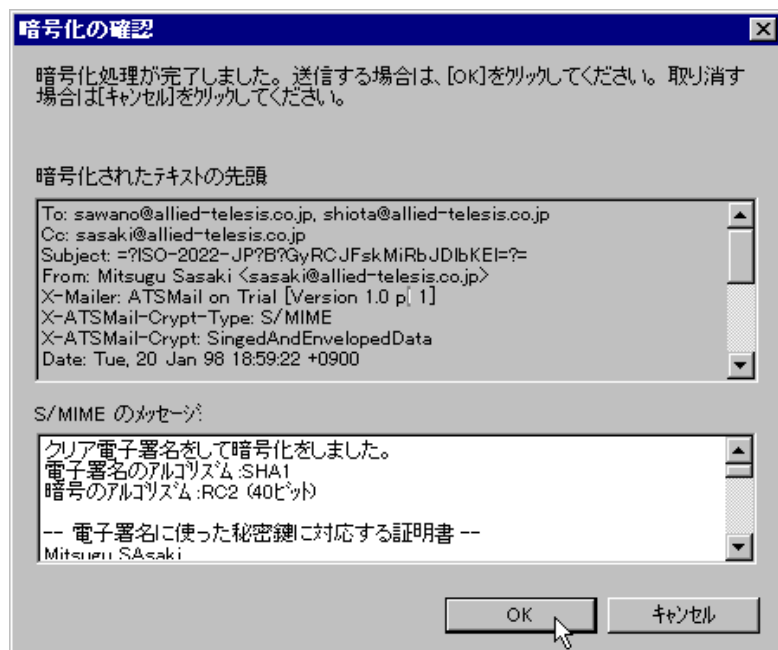 暗号化の確認
暗号化処理が完了しました。送信する場合は、[OK]をｸﾘｯｸしてください。取り消す
場合は[ｷｬﾝｾﾙ]をｸﾘｯｸしてください。
暗号化されたﾃｷｽﾄの先頭
To: sawano@allied-telesis.co.jp, shiota@allied-telesis.co.jp
Cc: sasaki@allied-telesis.co.jp
Subject: =?ISO-2022-JP?B?GyRCJFskMiRbJDIbKEI=?=
From: Mitsugu Sasaki <sasaki@allied-telesis.co.jp>
X-Mailer: ATSMail on Trial [Version 1.0 p[ 1]
X-ATSMail-Crypt-Type: S/MIME
X-ATSMail-Crypt: SingedAndEnvelopedData
Date: Tue, 20 Jan 98 18:59:22 +0900
S/MIME のﾒｯｾｰｼﾞ:
クリア電子署名をして暗号化をしました。
電子署名のｱﾙｺﾞﾘｽﾞﾑ:SHA1
暗号のｱﾙｺﾞﾘｽﾞﾑ:RC2 (40ﾋﾞｯﾄ)
-- 電子署名に使った秘密鍵に対応する証明書 --
Mitsugu SAsaki
OK
ｷｬﾝｾﾙ